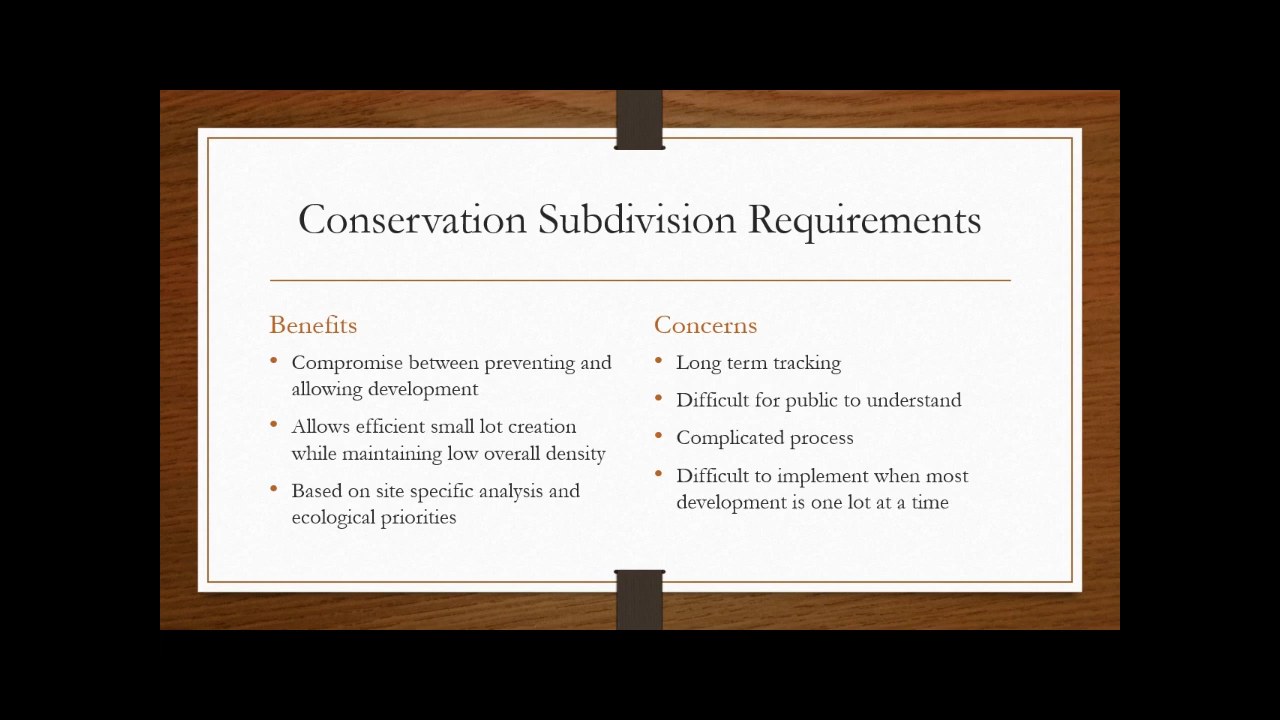 Conservation Subdivision Requirements
Benefits
• Compromise between preventing and
allowing development
• Allows efficient small lot creation
while maintaining low overall density
• Based on site specific analysis and
ecological priorities
Concerns
• Long term tracking
• Difficult for public to understand
• Complicated process
• Difficult to implement when most
development is one lot at a time